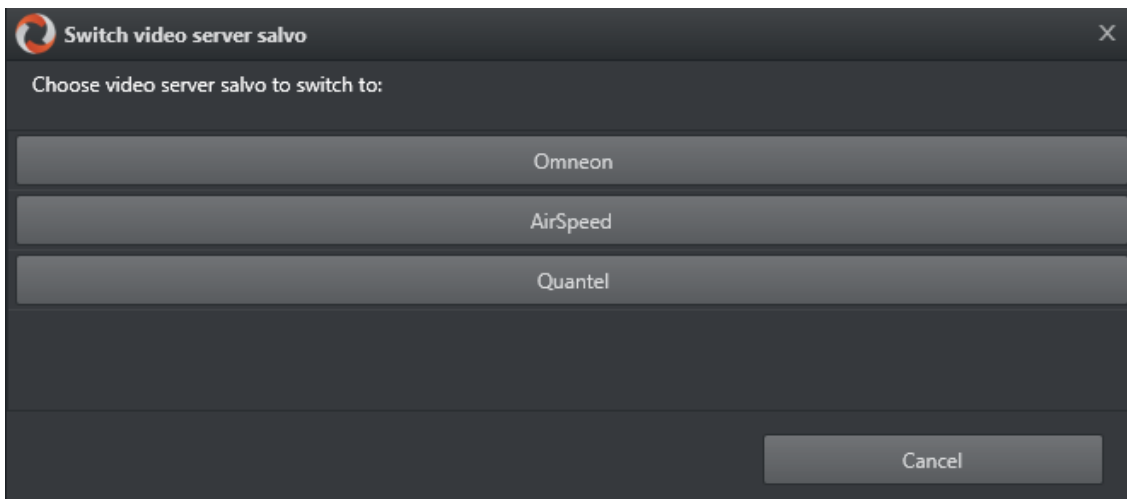 Switch video server salvo
X
Choose video server salvo to switch to:
Omneon
AirSpeed
Quantel
Cancel